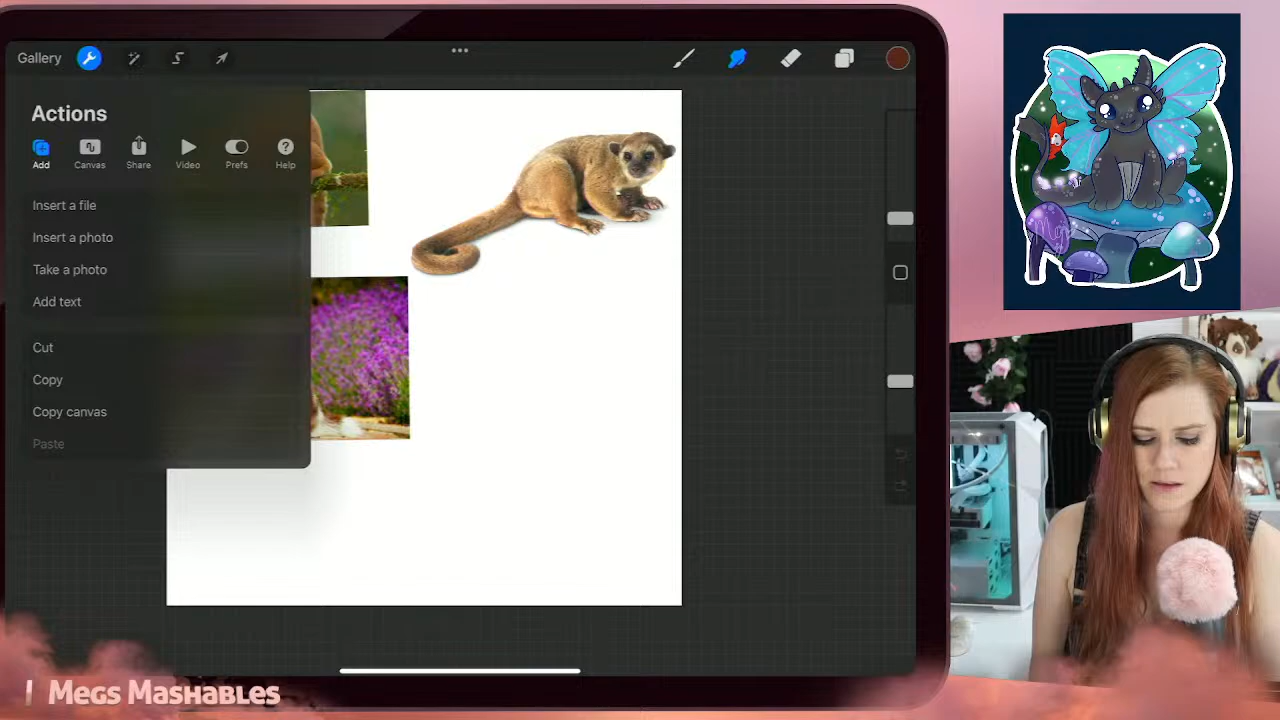 Gallery
Actions
Add
Canvas
Share
Video
Prefs
Help
Insert a file
Insert a photo
Take a photo
Add text
Cut
Copy
Copy canvas
Paste
Megs Mashables